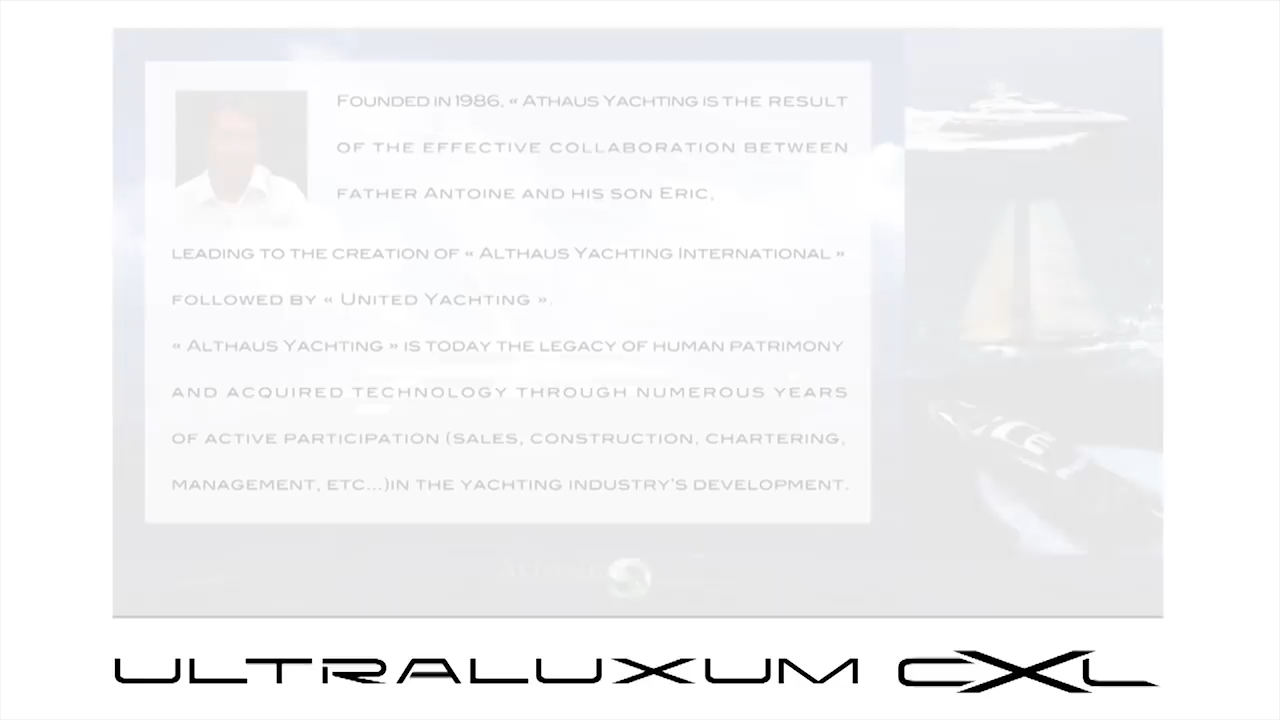 Founded in 1986, « Athaus Yachting is the result
of the effective collaboration between
father Antoine and his son Eric,
leading to the creation of « Althaus Yachting International »
followed by « United Yachting ».
« Althaus Yachting » is today the legacy of human patrimony
and acquired technology through numerous years
of active participation (sales, construction, chartering,
management, etc...)in the yachting industry's development.
ULTRALUXUM CXL